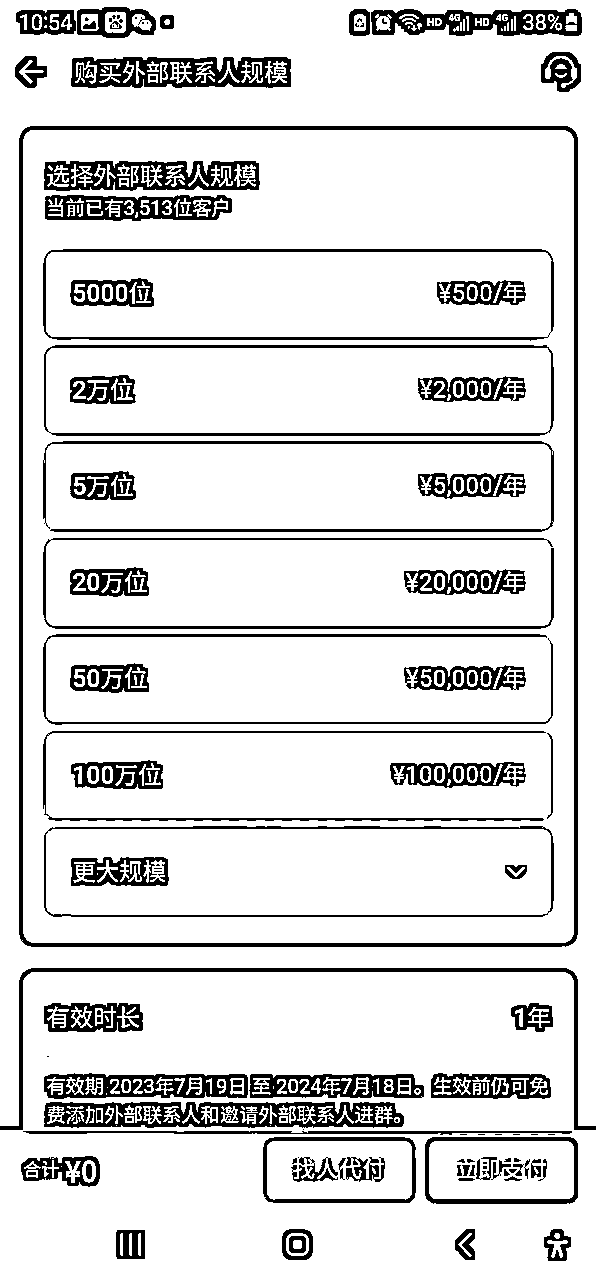 10:54 HD 4G HD 4G 38%
购买外部联系人规模
选择外部联系人规模
当前已有3,513位客户
5000位 ¥500/年
2万位 ¥2,000/年
5万位 ¥5,000/年
20万位 ¥20,000/年
50万位 ¥50,000/年
100万位 ¥100,000/年
更大规模
有效时长 1年
有效期 2023年7月19日 至 2024年7月18日。生效前仍可免
费添加外部联系人和邀请外部联系人进群。
合计 ¥0 找人代付 立即支付